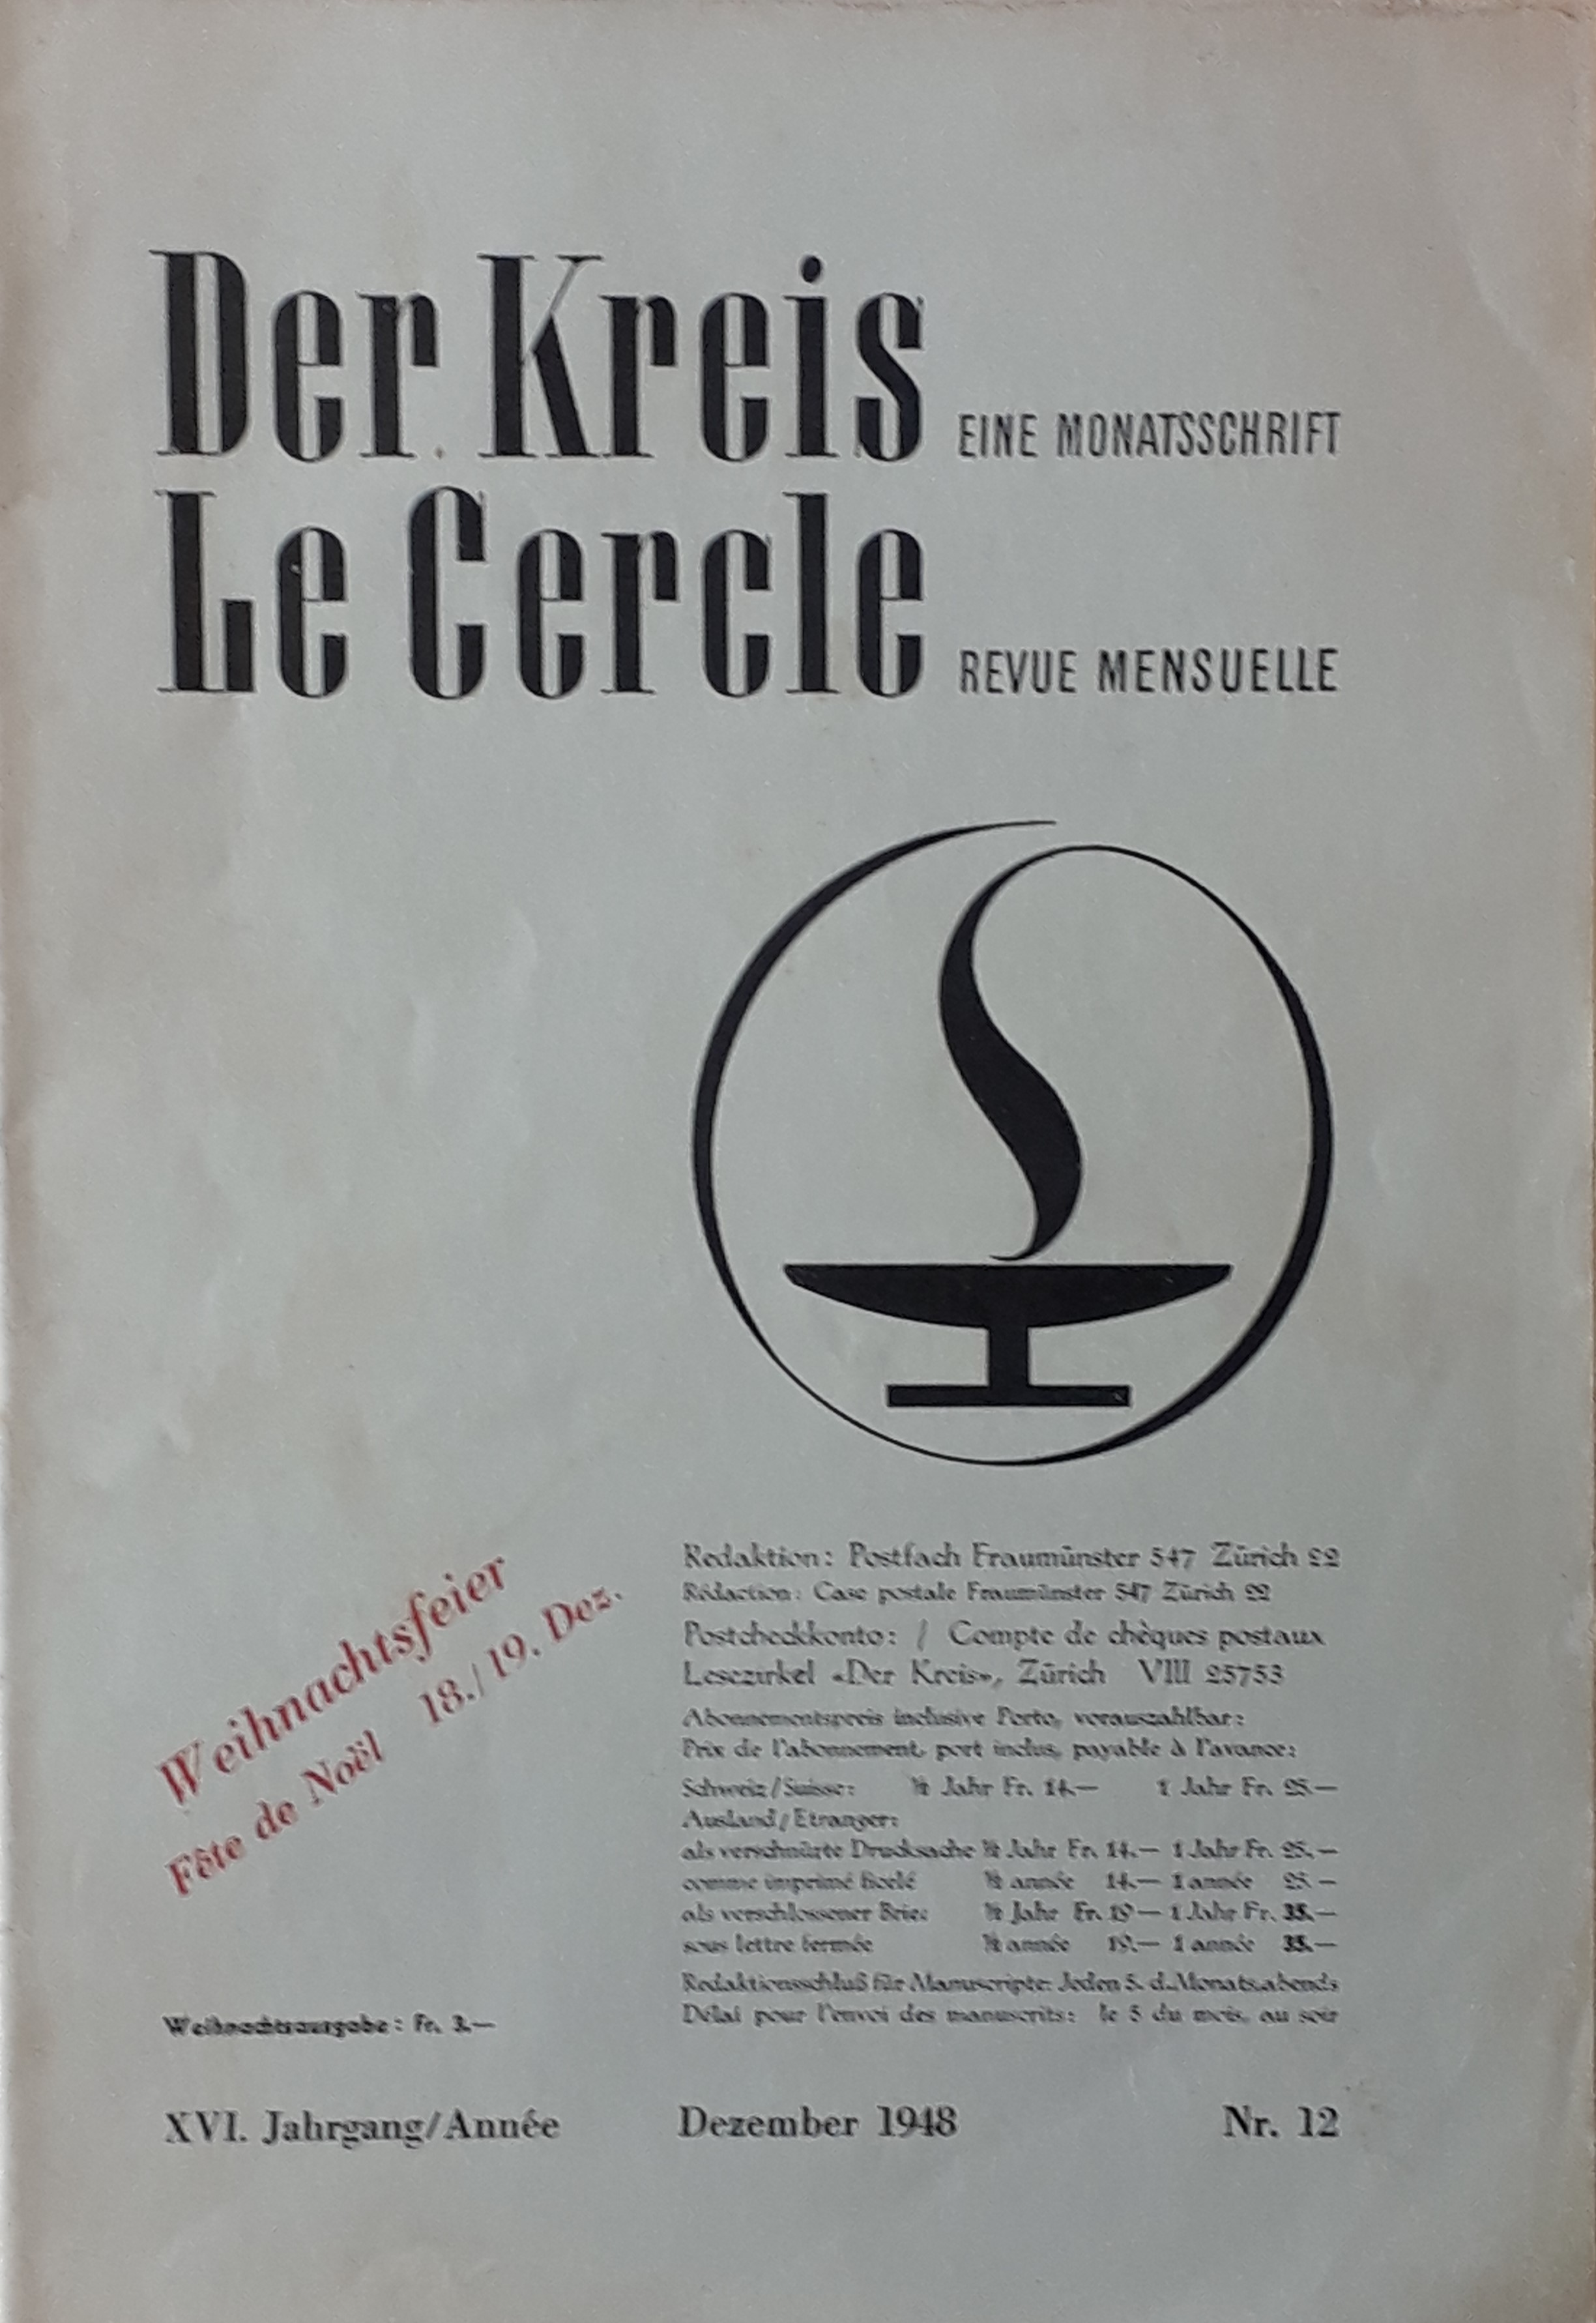 Der Kreis EINE MONATSSCHRIFT
Le Cercle REVUE MENSUELLE
Redaktion: Postfach Fraumünster 547 Zürich 22
Rédaction: Case postale Fraumünster 547 Zürich 22
Postcheckkonto: / Compte de chèques postaux
Lesezirkel «Der Kreis», Zürich VIII 25753
Abonnementspreis inclusive Porto, vorauszahlbar:
Prix de l'abonnement, port inclus, payable à l'avance:
Schweiz/Suisse: ½ Jahr Fr. 14.— 1 Jahr Fr. 25.—
Ausland/Etranger:
als verschnürte Drucksache ½ Jahr Fr. 14.— 1 Jahr Fr. 25.—
comme imprimé ficelé ½ année 14.— 1 année 25.—
als verschlossener Brief ½ Jahr Fr. 19.— 1 Jahr Fr. 35.—
sous lettre fermée ½ année 19.— 1 année 35.—
Redaktionsschluß für Manuscripte: Jeden 5. d. Monats, abends
Délai pour l'envoi des manuscrits: le 5 du mois, au soir
Weihnachtsfeier
Fête de Noël 18./19. Dez.
Weihnachtsausgabe: Fr. 3.—
XVI. Jahrgang/Année Dezember 1948 Nr. 12